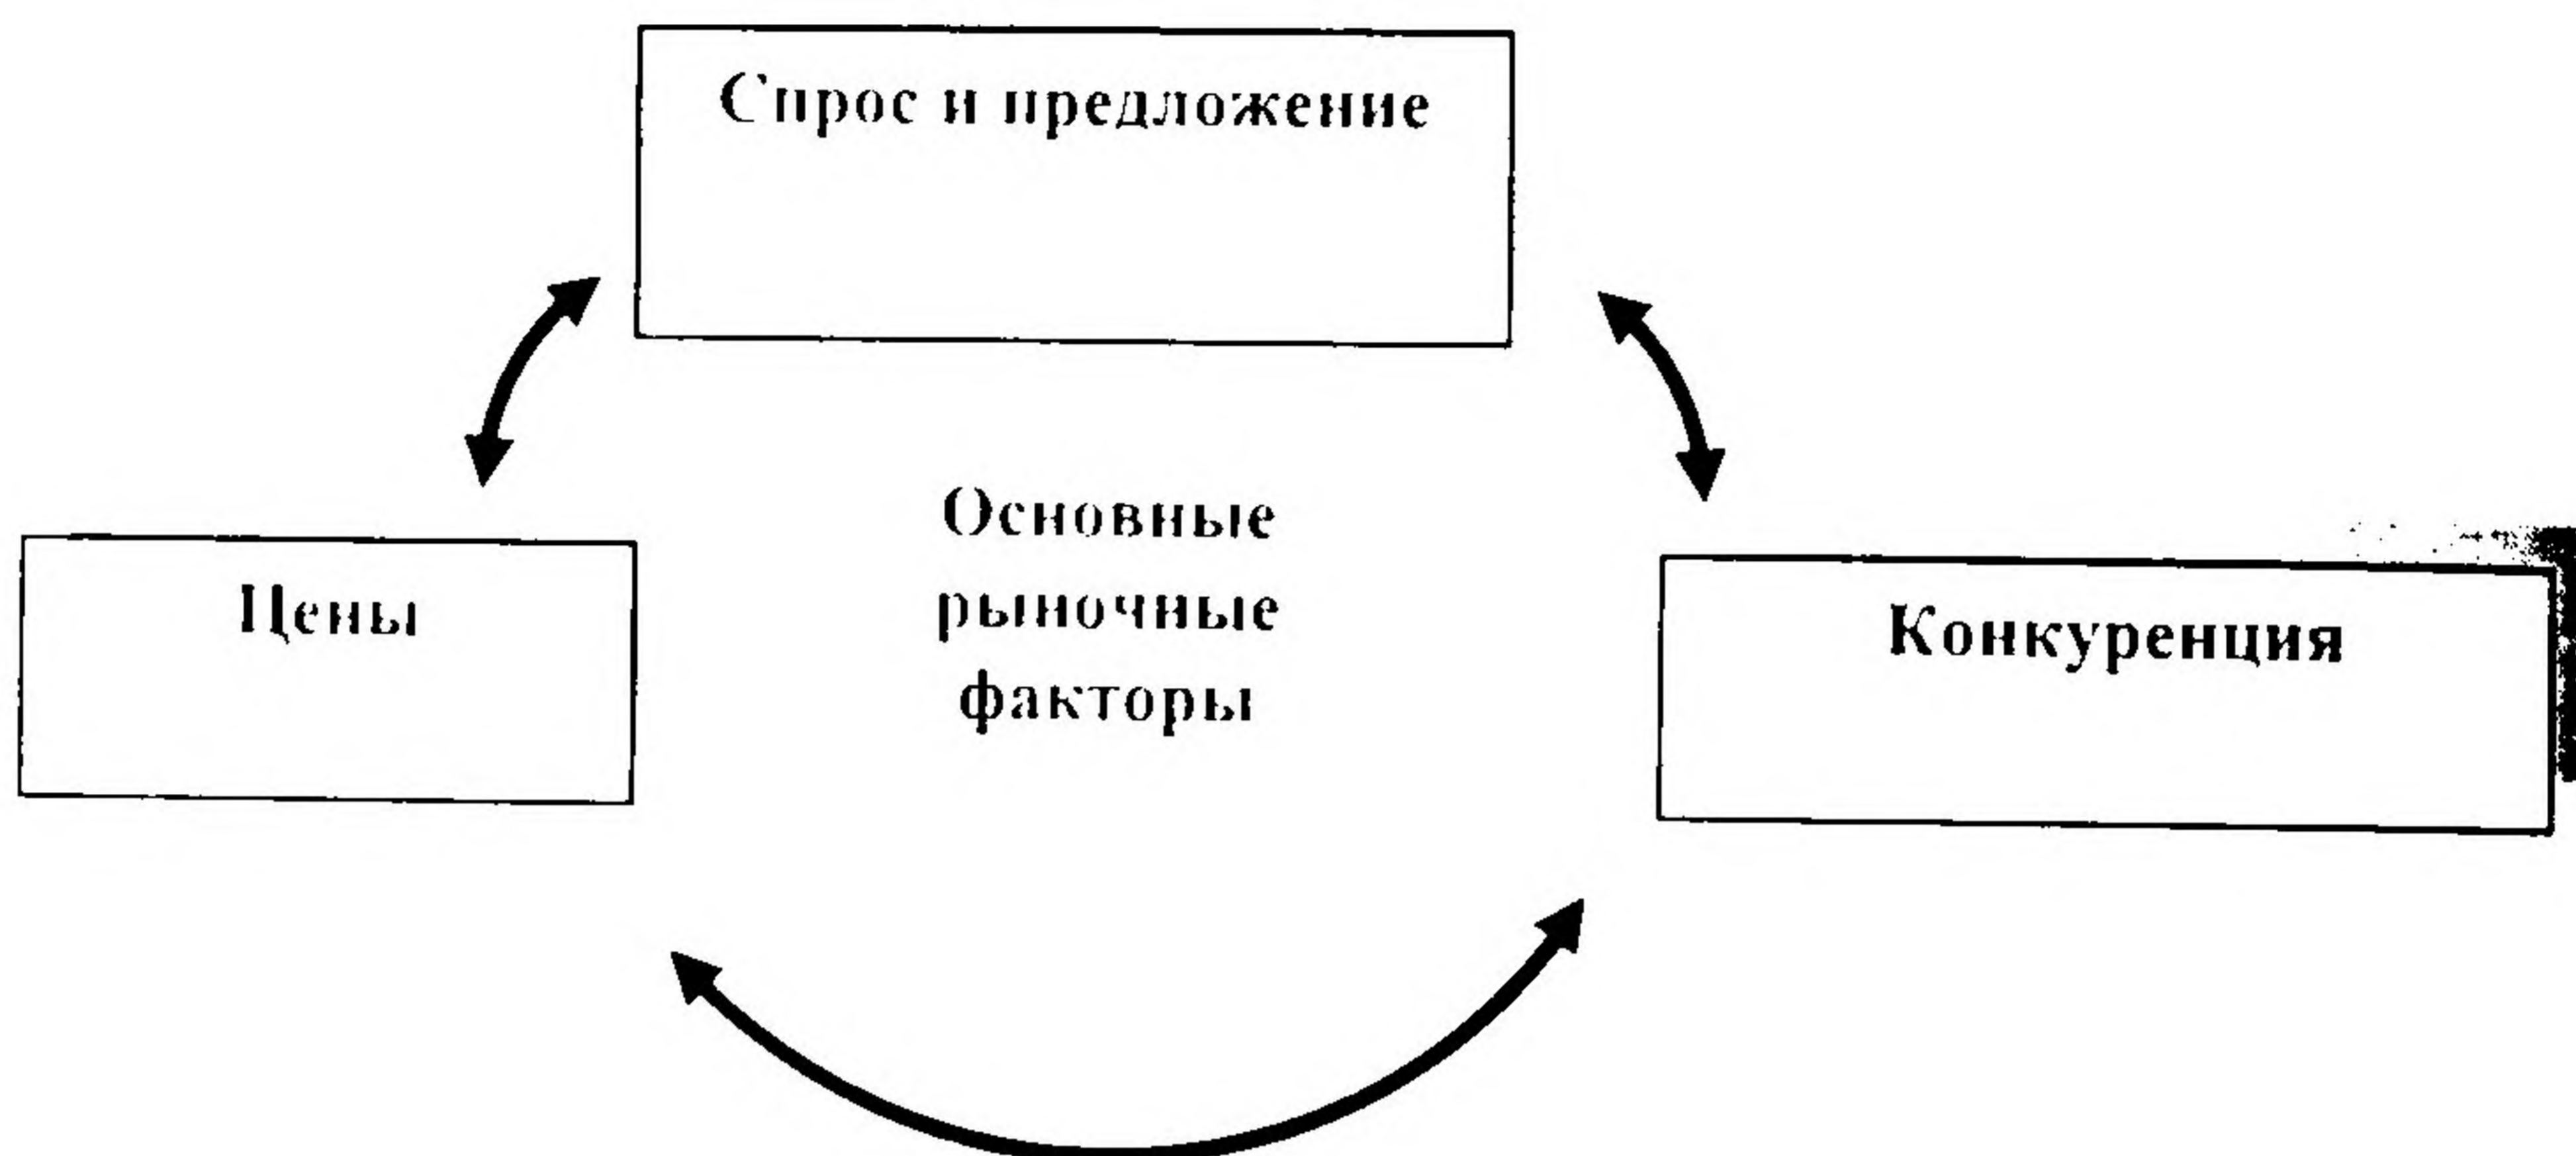 Спрос и предложение
Основные
рыночные
факторы
Цены
Конкуренция